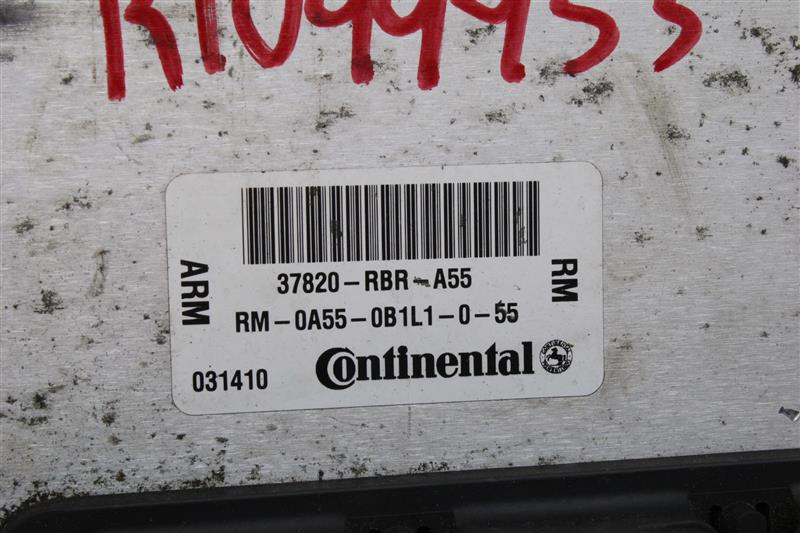 37820-RBR-A55
ARM
RM
RM-0A55-0B1L1-0-55
031410
Continental